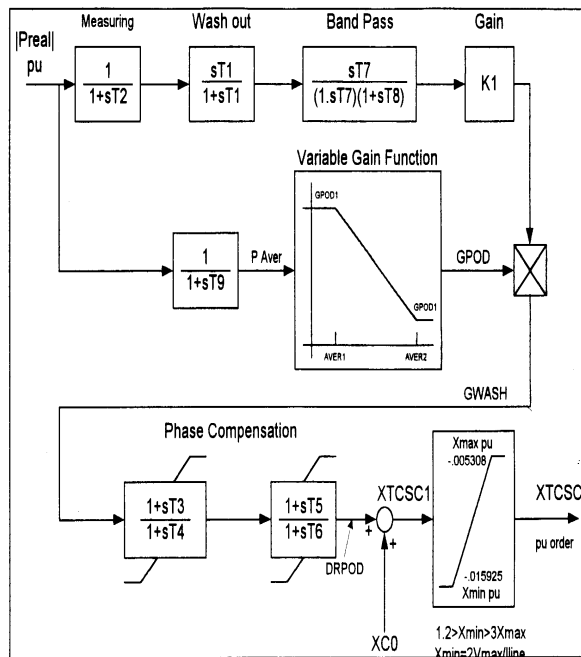 Measuring
Wash out
Band Pass
Gain
|Preal|
pu
1
1+sT2
sT1
1+sT1
sT7
(1.sT7)(1+sT8)
K1
Variable Gain Function
GPOD1
GPOD1
AVER1
AVER2
1
1+sT9
P Aver
GPOD
GWASH
Phase Compensation
1+sT3
1+sT4
1+sT5
1+sT6
DRPOD
XTCSC1
+
+
XC0
Xmax pu
-.005308
-.015925
Xmin pu
XTCSC
pu order
1.2>Xmin>3Xmax
Xmin=2Vmax/Iline